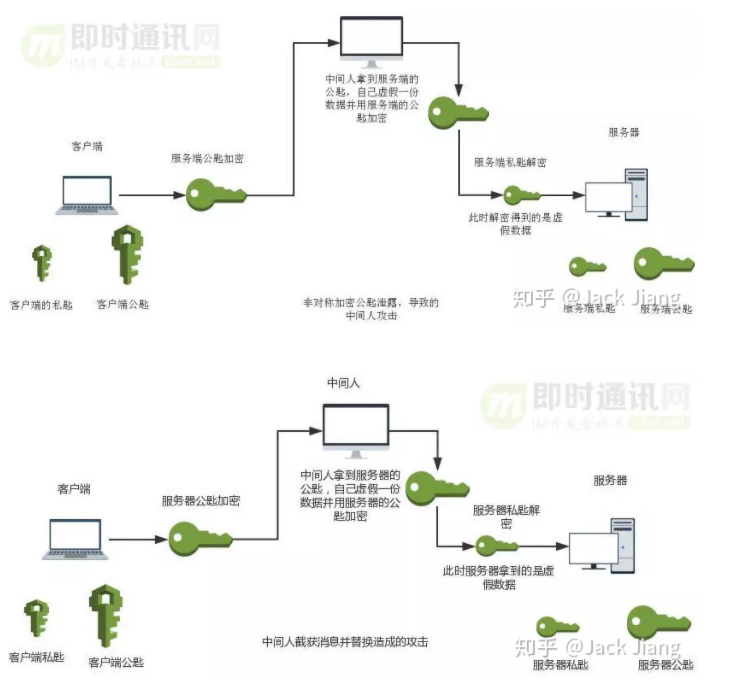 即时通讯网
IM开发者社区
中间人拿到服务端的
公匙，自己虚假一份
数据并用服务端的公
匙加密
客户端
服务端公匙加密
服务器
服务端私匙解密
此时解密得到的是虚
假数据
客户端的私匙
客户端公匙
非对称加密公匙泄露，导致的
中间人攻击
知乎 @Jack Jiang
服务端私匙
服务端公匙
中间人
即时通讯网
IM开发者社区
中间人拿到服务器的
公匙，自己虚假一份
数据并用服务器的公
匙加密
客户端
服务器公匙加密
服务器
服务器私匙解
密
此时服务器拿到的是虚
假数据
中间人截获消息并替换造成的攻击
客户端私匙
客户端公匙
知乎 @Jack Jiang
服务器私匙
服务器公匙